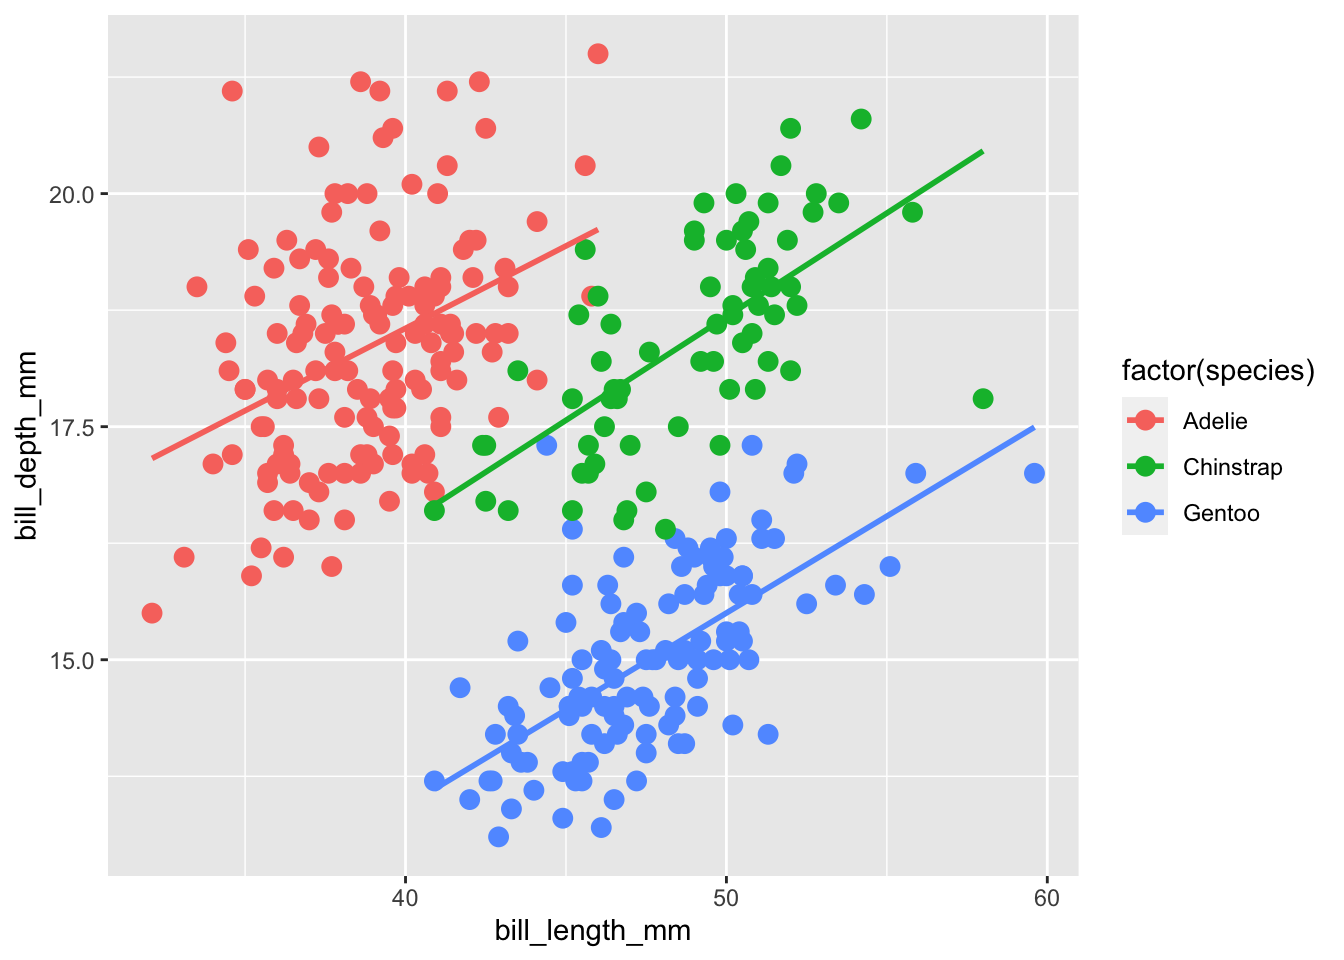 20.0
17.5
15.0
bill_depth_mm
40
50
60
bill_length_mm
factor(species)
Adelie
Chinstrap
Gentoo